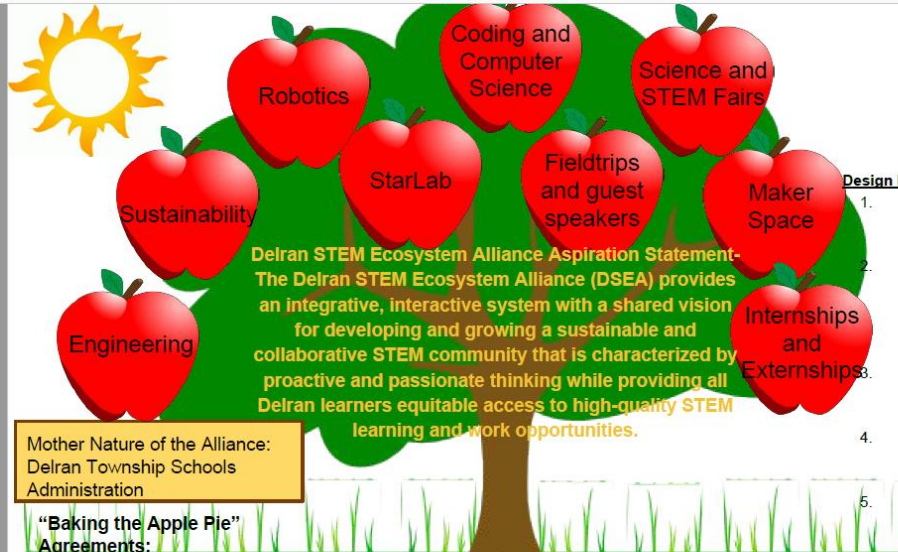 Coding and
Computer
Science
Robotics
Science and
STEM Fairs
StarLab
Fieldtrips
and guest
speakers
Sustainability
Maker
Space
Design
1.
2.
3.
4.
5.
Engineering
Internships
and
Externships
Delran STEM Ecosystem Alliance Aspiration Statement-
The Delran STEM Ecosystem Alliance (DSEA) provides
an integrative, interactive system with a shared vision
for developing and growing a sustainable and
collaborative STEM community that is characterized by
proactive and passionate thinking while providing all
Delran learners equitable access to high-quality STEM
learning and work opportunities.
Mother Nature of the Alliance:
Delran Township Schools
Administration
“Baking the Apple Pie”
Agreements: